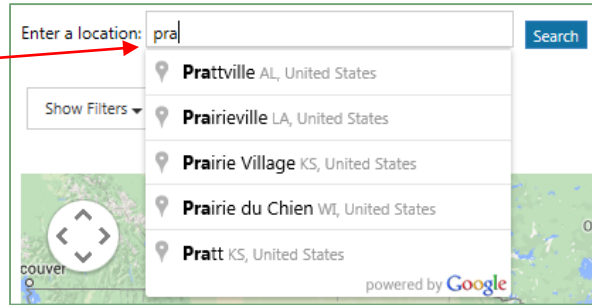 Enter a location: pra Search
Prattville AL, United States
Show Filters
Prairieville LA, United States
Prairie Village KS, United States
Prairie du Chien WI, United States
Pratt KS, United States
couver
powered by Google